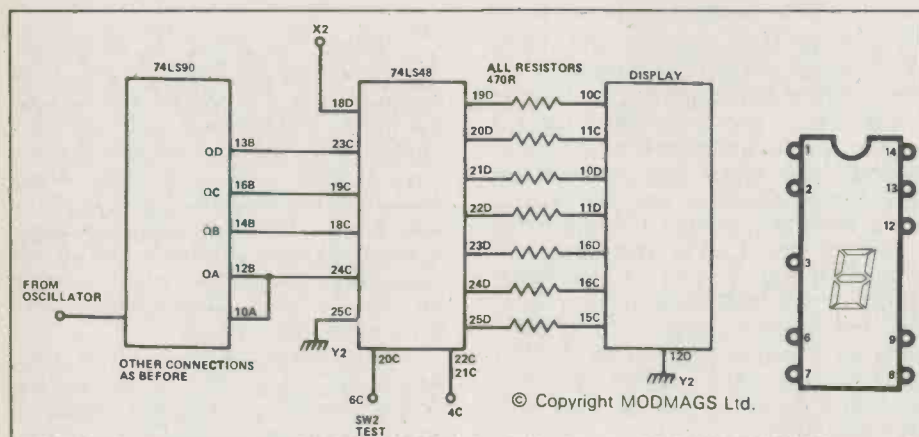 X2
74LS90
74LS48
ALL RESISTORS
470R
DISPLAY
18D
19D
10C
QD
13B
23C
20D
11C
1
14
QC
16B
19C
21D
10D
2
13
QB
14B
18C
22D
11D
12
QA
12B
24C
23D
16D
3
FROM
OSCILLATOR
10A
25C
24D
16C
25D
15C
6
9
Y2
20C
22C
21C
12D
7
8
OTHER CONNECTIONS
AS BEFORE
6C
4C
Y2
SW2
TEST
© Copyright MODMAGS Ltd.